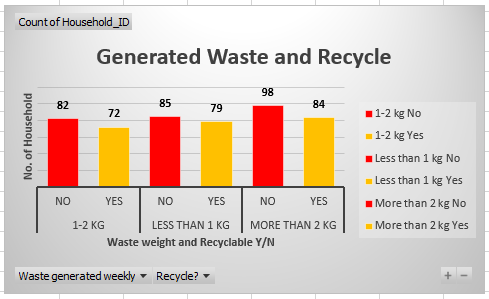 Count of Household_ID
Generated Waste and Recycle
No. of Household
82
72
85
79
98
84
NO
YES
NO
YES
NO
YES
1-2 KG
LESS THAN 1 KG
MORE THAN 2 KG
Waste weight and Recyclable Y/N
1-2 kg No
1-2 kg Yes
Less than 1 kg No
Less than 1 kg Yes
More than 2 kg No
More than 2 kg Yes
Waste generated weekly
Recycle?
+ −